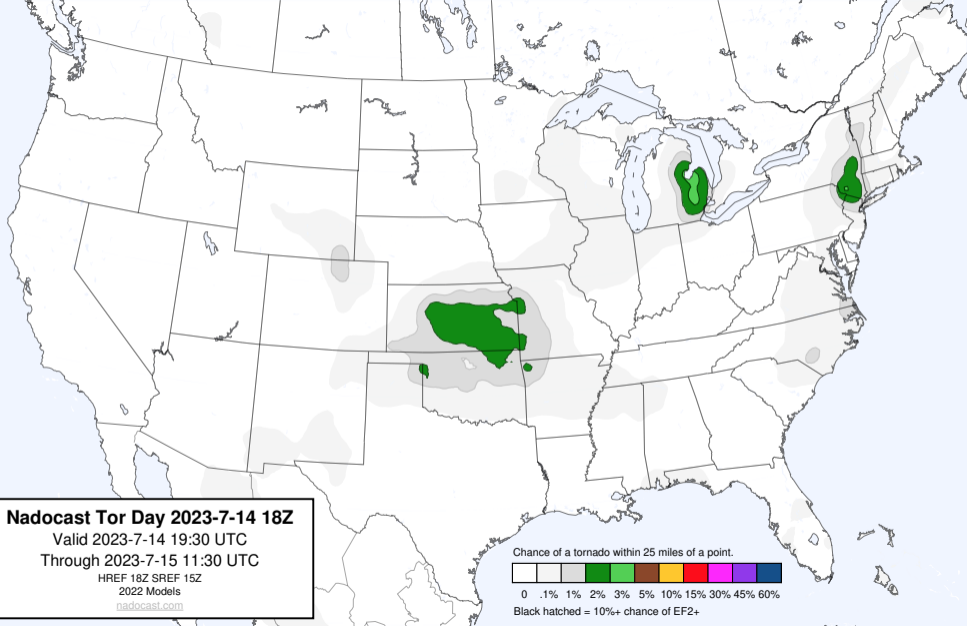 Nadocast Tor Day 2023-7-14 18Z
Valid 2023-7-14 19:30 UTC
Through 2023-7-15 11:30 UTC
HREF 18Z SREF 15Z
2022 Models
nadocast.com
Chance of a tornado within 25 miles of a point.
0 .1% 1% 2% 3% 5% 10% 15% 30% 45% 60%
Black hatched = 10%+ chance of EF2+